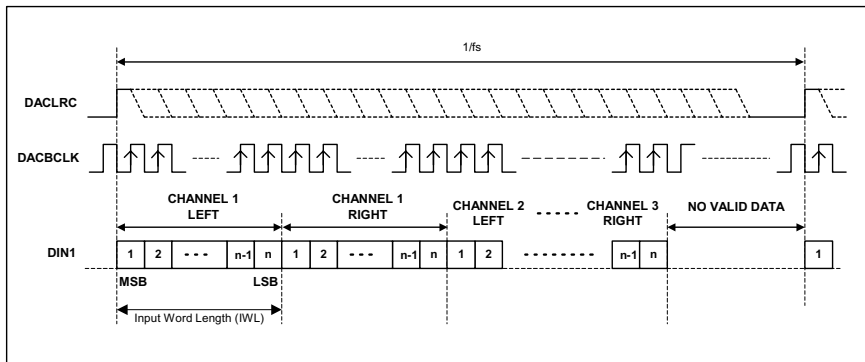 1/fs
DACLRC
DACBCLK
CHANNEL 1
LEFT
CHANNEL 1
RIGHT
CHANNEL 2
LEFT
CHANNEL 3
RIGHT
NO VALID DATA
DIN1
1 2 n-1 n 1 2 n-1 n 1 2 n-1 n 1
MSB LSB
Input Word Length (IWL)